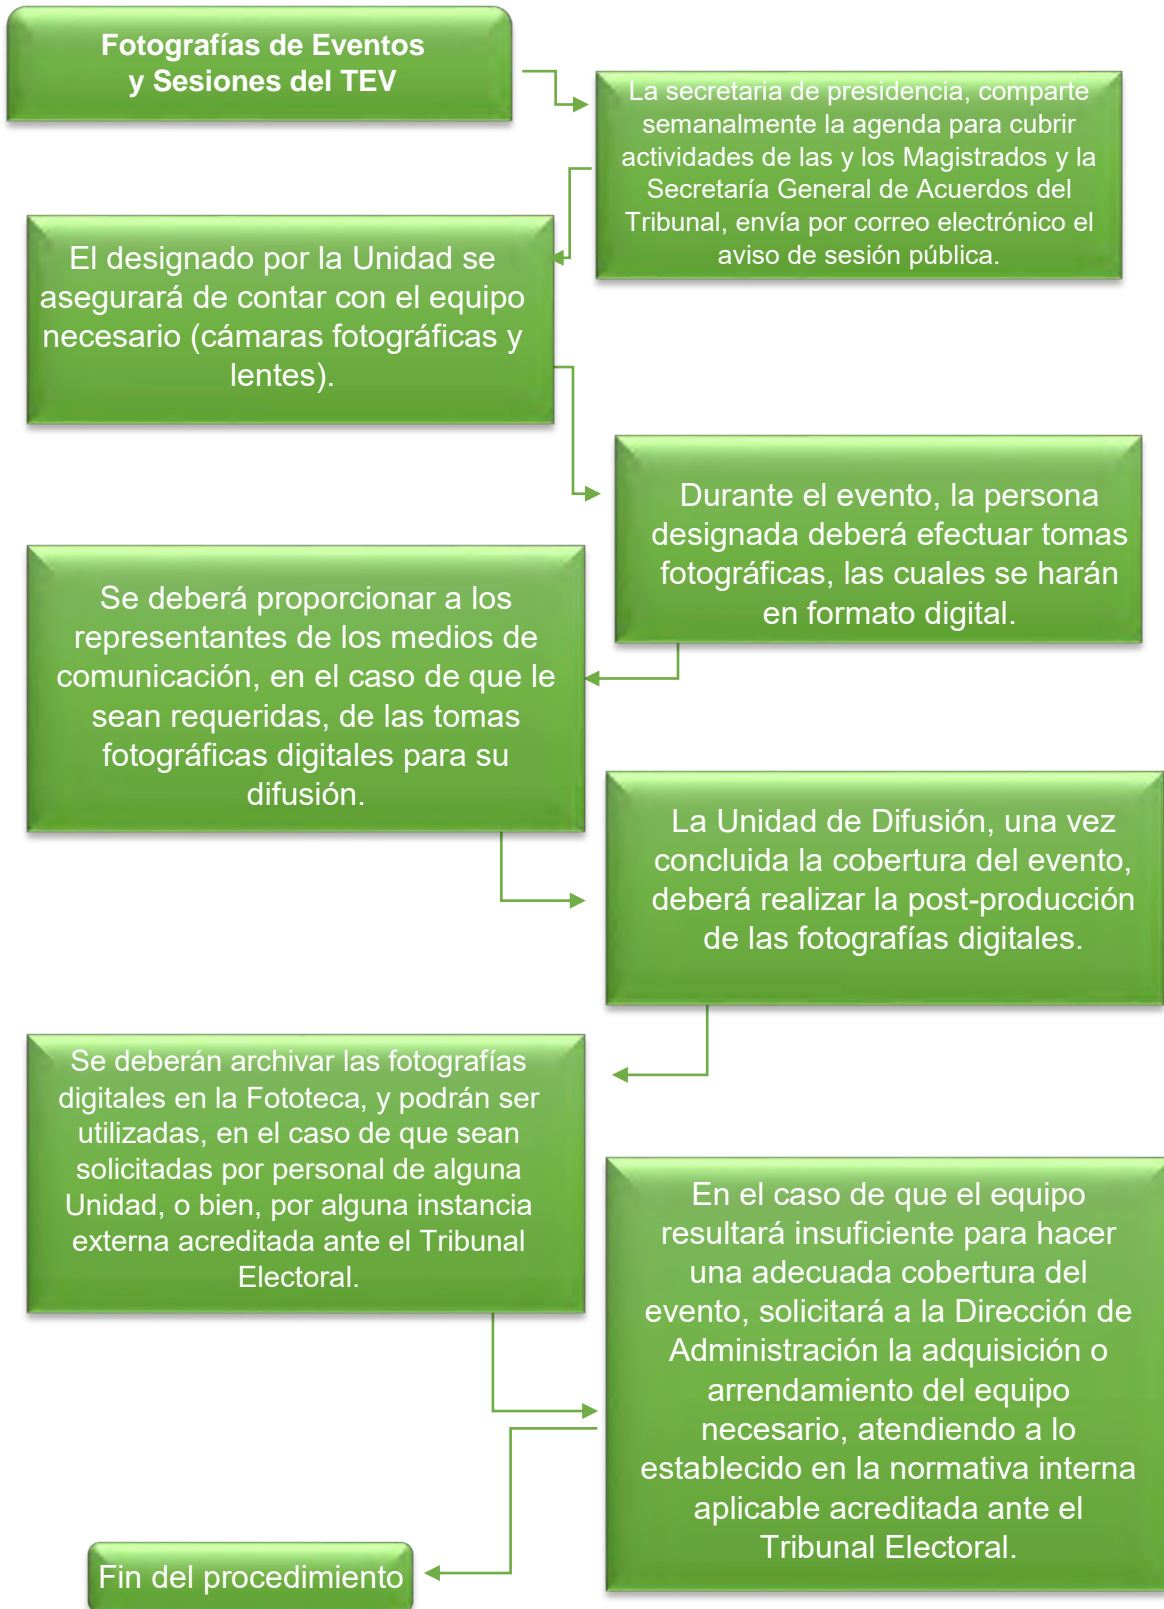 Fotografías de Eventos
y Sesiones del TEV
La secretaria de presidencia, comparte
semanalmente la agenda para cubrir
actividades de las y los Magistrados y la
Secretaría General de Acuerdos del
Tribunal, envía por correo electrónico el
aviso de sesión pública.
El designado por la Unidad se
asegurará de contar con el equipo
necesario (cámaras fotográficas y
lentes).
Durante el evento, la persona
designada deberá efectuar tomas
fotográficas, las cuales se harán
en formato digital.
Se deberá proporcionar a los
representantes de los medios de
comunicación, en el caso de que le
sean requeridas, de las tomas
fotográficas digitales para su
difusión.
La Unidad de Difusión, una vez
concluida la cobertura del evento,
deberá realizar la post-producción
de las fotografías digitales.
Se deberán archivar las fotografías
digitales en la Fototeca, y podrán ser
utilizadas, en el caso de que sean
solicitadas por personal de alguna
Unidad, o bien, por alguna instancia
externa acreditada ante el Tribunal
Electoral.
En el caso de que el equipo
resultará insuficiente para hacer
una adecuada cobertura del
evento, solicitará a la Dirección de
Administración la adquisición o
arrendamiento del equipo
necesario, atendiendo a lo
establecido en la normativa interna
aplicable acreditada ante el
Tribunal Electoral.
Fin del procedimiento